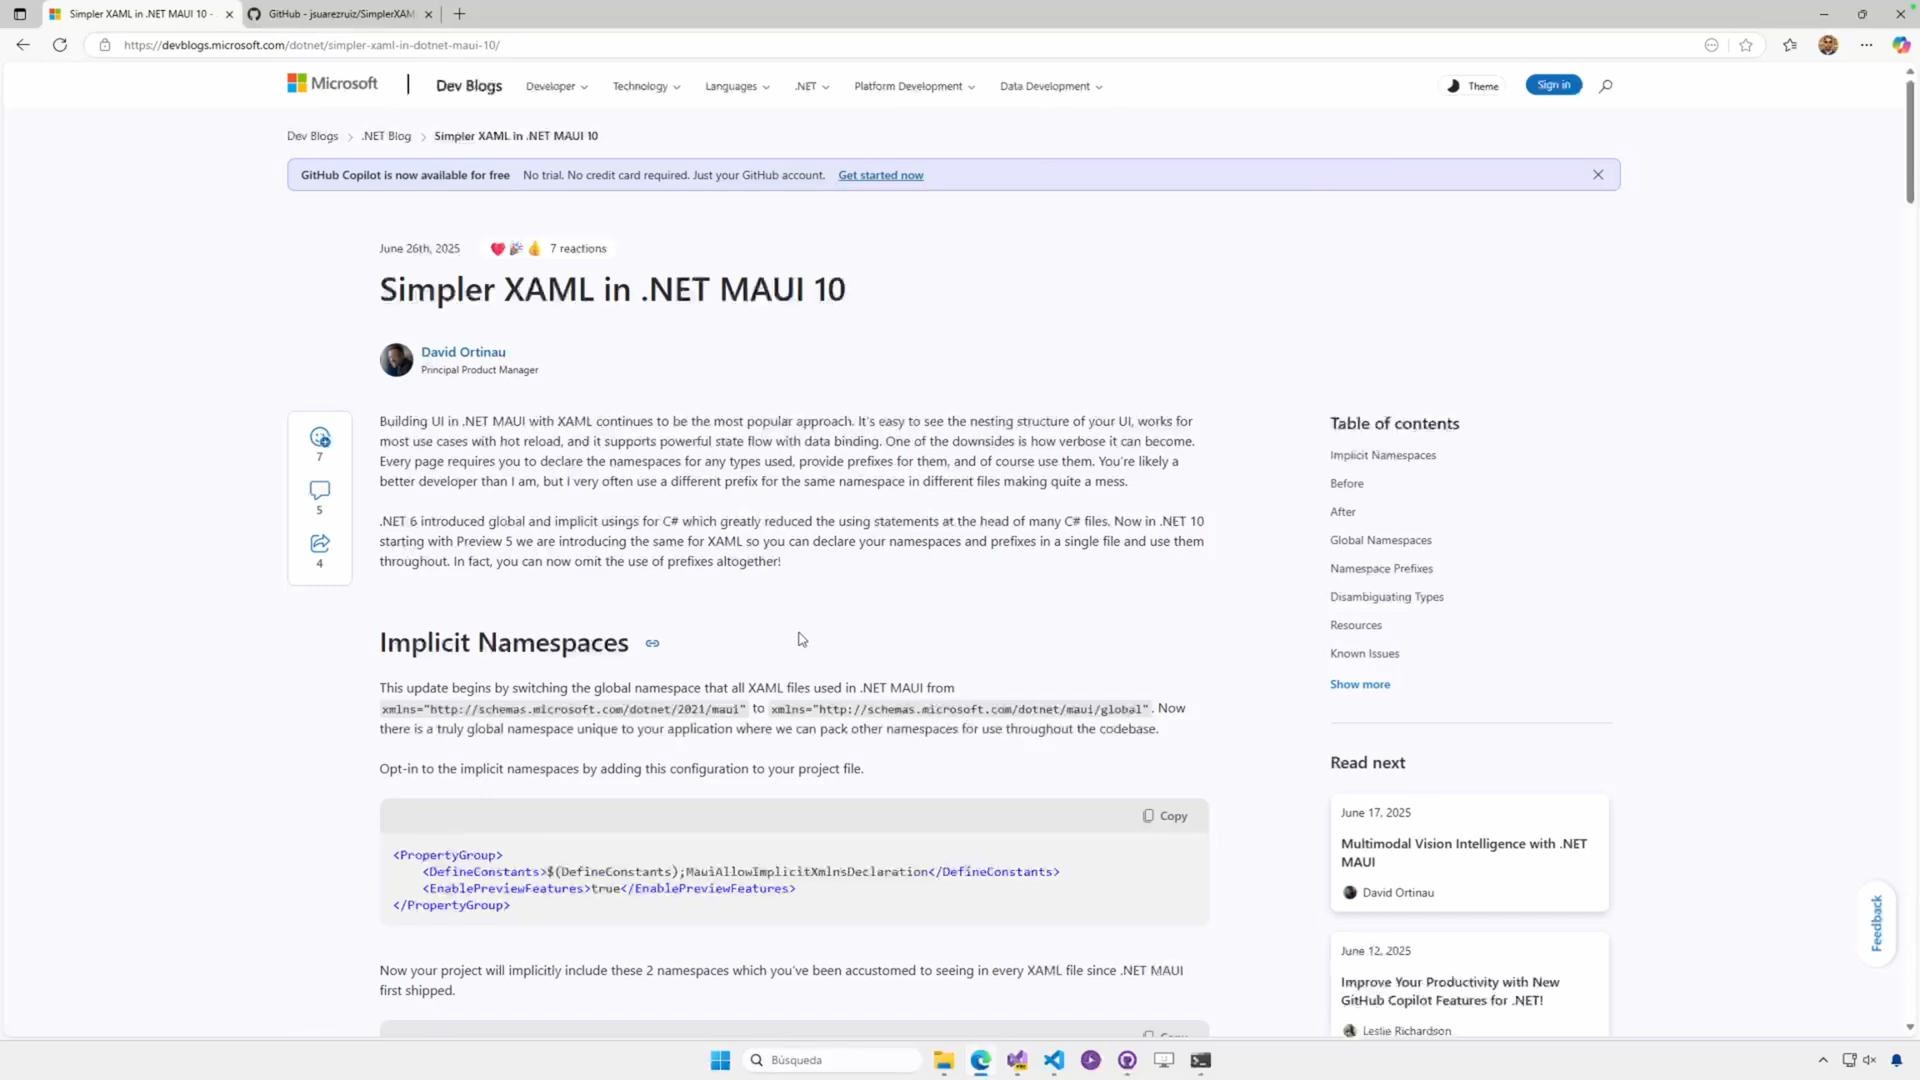 Simpler XAML in .NET MAUI 10 -
GitHub - jsuarezruiz/SimplerXAM
https://devblogs.microsoft.com/dotnet/simpler-xaml-in-dotnet-maui-10/
Microsoft
Dev Blogs
Developer
Technology
Languages
.NET
Platform Development
Data Development
Theme
Sign in
Dev Blogs > .NET Blog > Simpler XAML in .NET MAUI 10
GitHub Copilot is now available for free No trial. No credit card required. Just your GitHub account. Get started now
June 26th, 2025
7 reactions
Simpler XAML in .NET MAUI 10
David Ortinau
Principal Product Manager
7
5
4
Building UI in .NET MAUI with XAML continues to be the most popular approach. It's easy to see the nesting structure of your UI, works for
most use cases with hot reload, and it supports powerful state flow with data binding. One of the downsides is how verbose it can become.
Every page requires you to declare the namespaces for any types used, provide prefixes for them, and of course use them. You're likely a
better developer than I am, but I very often use a different prefix for the same namespace in different files making quite a mess.
.NET 6 introduced global and implicit usings for C# which greatly reduced the using statements at the head of many C# files. Now in .NET 10
starting with Preview 5 we are introducing the same for XAML so you can declare your namespaces and prefixes in a single file and use them
throughout. In fact, you can now omit the use of prefixes altogether!
Implicit Namespaces
This update begins by switching the global namespace that all XAML files used in .NET MAUI from
xmlns="http://schemas.microsoft.com/dotnet/2021/maui" to xmlns="http://schemas.microsoft.com/dotnet/maui/global". Now
there is a truly global namespace unique to your application where we can pack other namespaces for use throughout the codebase.
Opt-in to the implicit namespaces by adding this configuration to your project file.
Copy
<PropertyGroup>
<DefineConstants>$(DefineConstants);MauiAllowImplicitXmlnsDeclaration</DefineConstants>
<EnablePreviewFeatures>true</EnablePreviewFeatures>
</PropertyGroup>
Now your project will implicitly include these 2 namespaces which you've been accustomed to seeing in every XAML file since .NET MAUI
first shipped.
Copy
Table of contents
Implicit Namespaces
Before
After
Global Namespaces
Namespace Prefixes
Disambiguating Types
Resources
Known Issues
Show more
Read next
June 17, 2025
Multimodal Vision Intelligence with .NET
MAUI
David Ortinau
June 12, 2025
Improve Your Productivity with New
GitHub Copilot Features for .NET!
Leslie Richardson
Feedback
Búsqueda